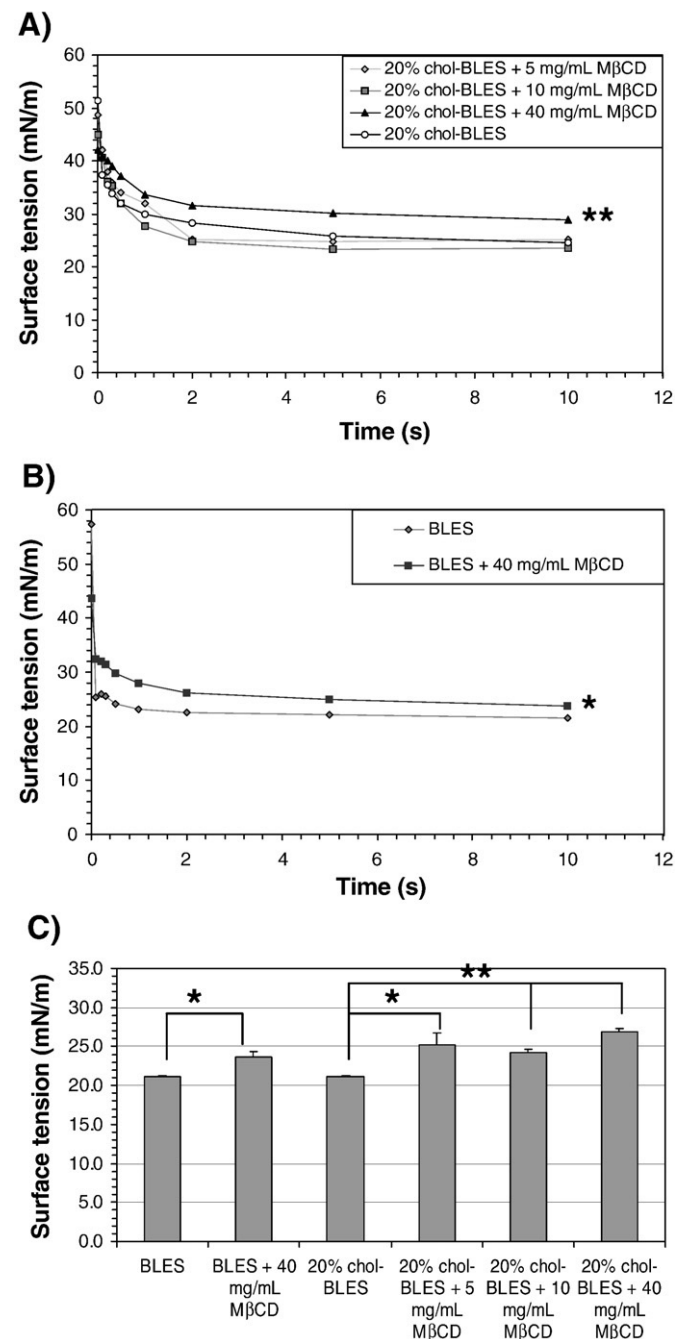 A)
60
50
40
30
20
10
0
Surface tension (mN/m)
20% chol-BLES + 5 mg/mL MβCD
20% chol-BLES + 10 mg/mL MβCD
20% chol-BLES + 40 mg/mL MβCD
20% chol-BLES
**
0 2 4 6 8 10 12
Time (s)
B)
60
50
40
30
20
10
0
Surface tension (mN/m)
BLES
BLES + 40 mg/mL MβCD
*
0 2 4 6 8 10 12
Time (s)
C)
35.0
30.0
25.0
20.0
15.0
10.0
5.0
0.0
Surface tension (mN/m)
*
*
**
BLES
BLES + 40
mg/mL
MβCD
20% chol-
BLES
20% chol-
BLES + 5
mg/mL
MβCD
20% chol-
BLES + 10
mg/mL
MβCD
20% chol-
BLES + 40
mg/mL
MβCD